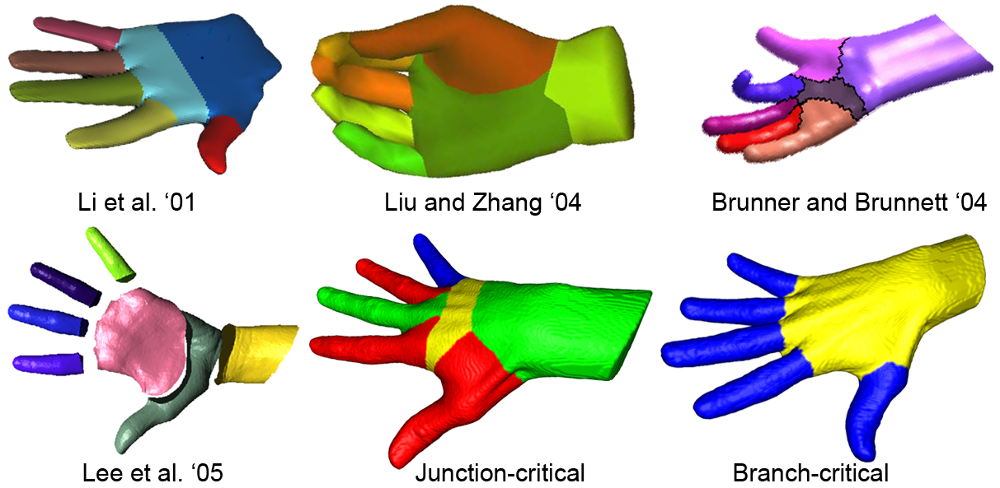 Li et al. ‘01
Liu and Zhang ‘04
Brunner and Brunnett ‘04
Lee et al. ‘05
Junction-critical
Branch-critical